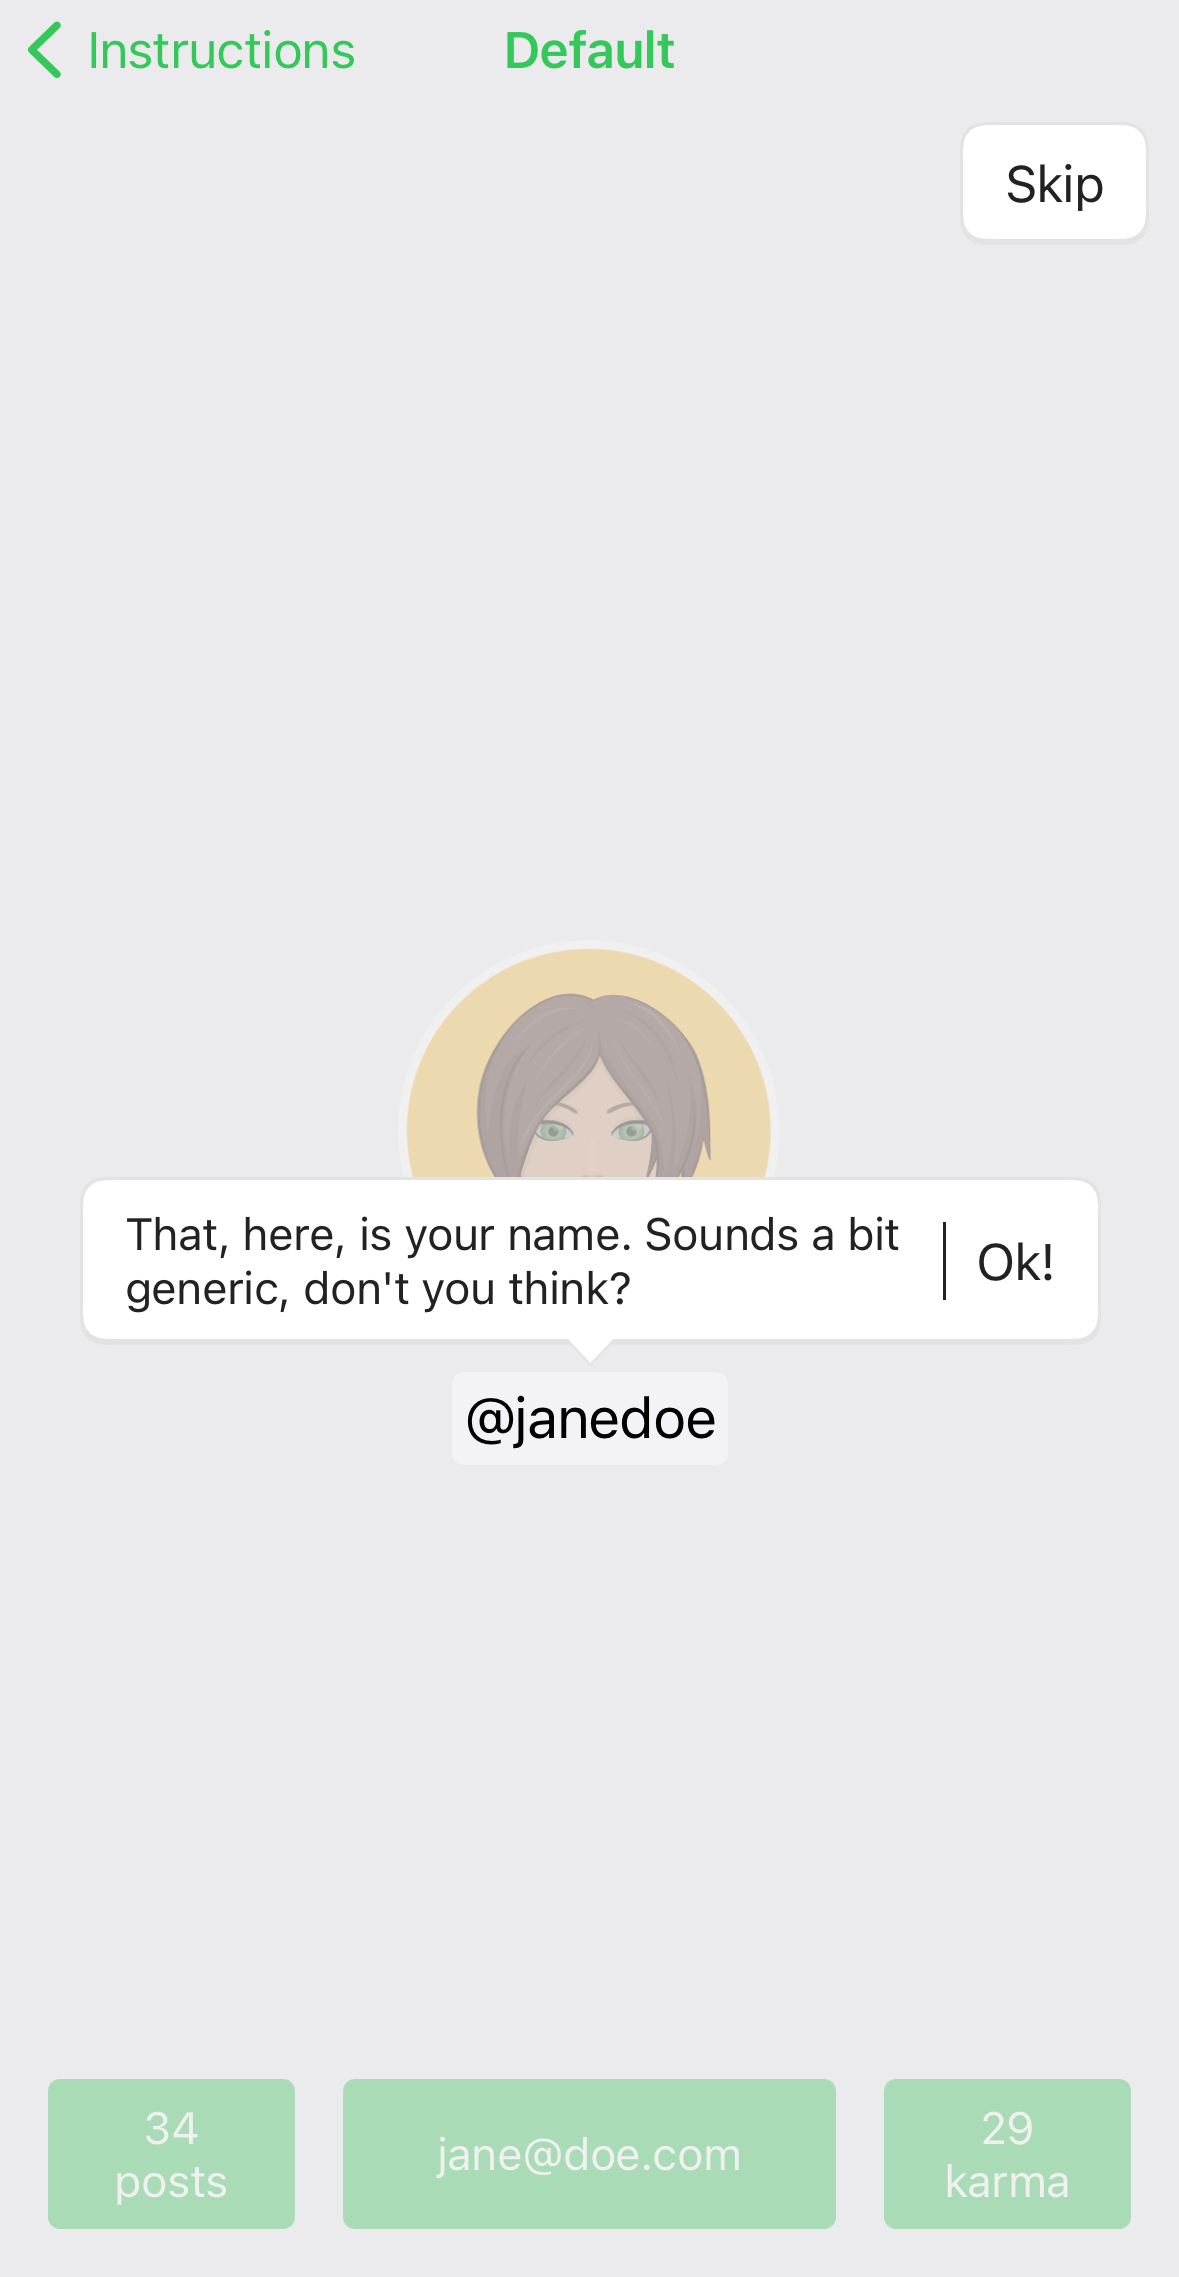 Instructions
Default
Skip
That, here, is your name. Sounds a bit
generic, don't you think?
Ok!
@janedoe
34
posts
jane@doe.com
29
karma